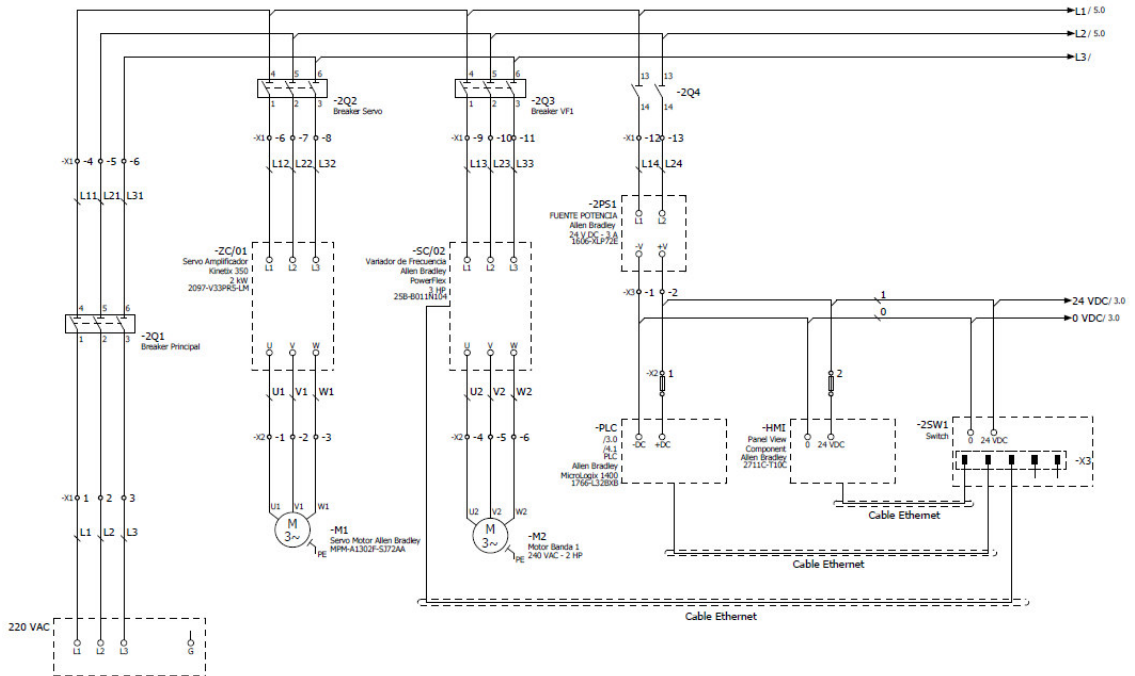 L1/ 5.0
L2/ 5.0
L3/
4 5 6
-2Q2
Breaker Servo
1 2 3
4 5 6
-2Q3
Breaker VF1
1 2 3
13 13
-2Q4
14 14
-X1 -4 -5 -6
-X1 -6 -7 -8
-X1 -9 -10 -11
-X1 -12 -13
L11 L21 L31
L12 L22 L32
L13 L23 L33
L14 L24
-2PS1
FUENTE POTENCIA
Allen Bradley
24 V DC - 3 A
1606-XLP72E
L1 L2
-V +V
-ZC/01
Servo Amplificador
Kinetix 350
2 kW
2097-V33PR5-LM
L1 L2 L3
U V W
-SC/02
Variador de Frecuencia
Allen Bradley
PowerFlex
3 HP
25B-B011N104
L1 L2 L3
U V W
-X3 -1 -2
1
0
24 VDC/ 3.0
0 VDC/ 3.0
4 5 6
-2Q1
Breaker Principal
1 2 3
U1 V1 W1
U2 V2 W2
-X2 1
2
-X2 -1 -2 -3
-X2 -4 -5 -6
-PLC
/3.0
/4.1
PLC
Allen Bradley
MicroLogix 1400
1766-L32BXB
-DC +DC
-HMI
Panel View
Component
Allen Bradley
2711C-T10C
0 24 VDC
-2SW1
Switch
0 24 VDC
-X3
-X1 1 2 3
L1 L2 L3
U1 V1 W1
M
3~
PE
-M1
Servo Motor Allen Bradley
MPM-A1302F-SJ72AA
U2 V2 W2
M
3~
PE
-M2
Motor Banda 1
240 VAC - 2 HP
Cable Ethernet
Cable Ethernet
Cable Ethernet
220 VAC
L1 L2 L3 G